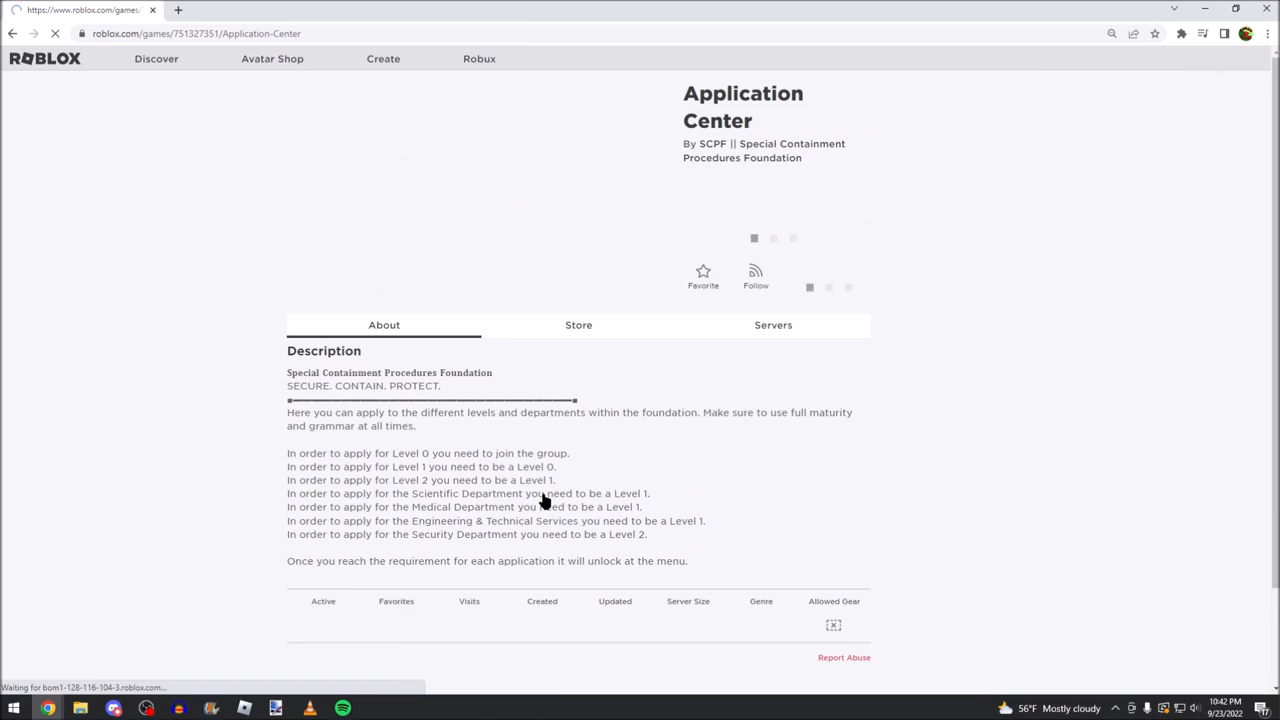 https://www.roblox.com/games/
roblox.com/games/751327351/Application-Center
ROBLOX Discover Avatar Shop Create Robux
Application
Center
By SCPF || Special Containment
Procedures Foundation
Favorite Follow
About Store Servers
Description
Special Containment Procedures Foundation
SECURE. CONTAIN. PROTECT.
Here you can apply to the different levels and departments within the foundation. Make sure to use full maturity
and grammar at all times.
In order to apply for Level 0 you need to join the group.
In order to apply for Level 1 you need to be a Level 0.
In order to apply for Level 2 you need to be a Level 1.
In order to apply for the Scientific Department you need to be a Level 1.
In order to apply for the Medical Department you need to be a Level 1.
In order to apply for the Engineering & Technical Services you need to be a Level 1.
In order to apply for the Security Department you need to be a Level 2.
Once you reach the requirement for each application it will unlock at the menu.
Active Favorites Visits Created Updated Server Size Genre Allowed Gear
Report Abuse
Waiting for bom1-128-116-104-3.roblox.com...
56°F Mostly cloudy
10:42 PM
9/23/2022
17